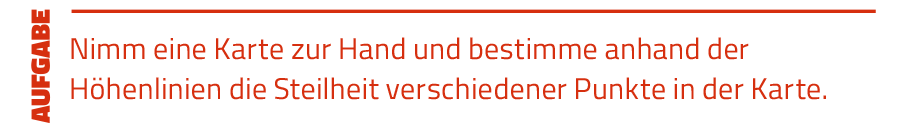 AUFGABE
Nimm eine Karte zur Hand und bestimme anhand der
Höhenlinien die Steilheit verschiedener Punkte in der Karte.